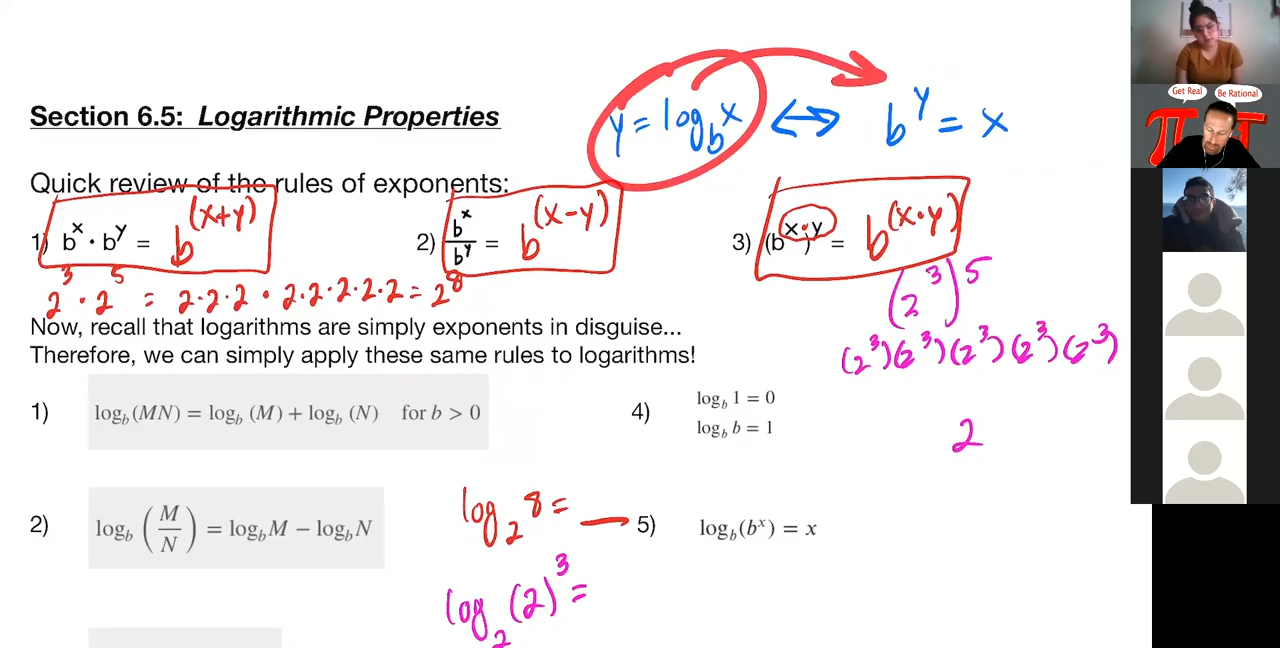 Get Real Be Rational
y = log_b x ↔ b^y = x
Section 6.5: Logarithmic Properties
Quick review of the rules of exponents:
1) b^x · b^y = b^(x+y)
2) b^x / b^y = b^(x-y)
3) (b^x·y) = b^(x·y)
2^3 · 2^5 = 2·2·2 · 2·2·2·2·2 = 2^8
(2^3)^5
Now, recall that logarithms are simply exponents in disguise...
(2^3)(2^3)(2^3)(2^3)(2^3)
Therefore, we can simply apply these same rules to logarithms!
1) log_b (MN) = log_b (M) + log_b (N) for b > 0
4) log_b 1 = 0
log_b b = 1
2
2) log_b (M/N) = log_b M − log_b N
log_2 8 = __
5) log_b (b^x) = x
log_2 (2)^3 =